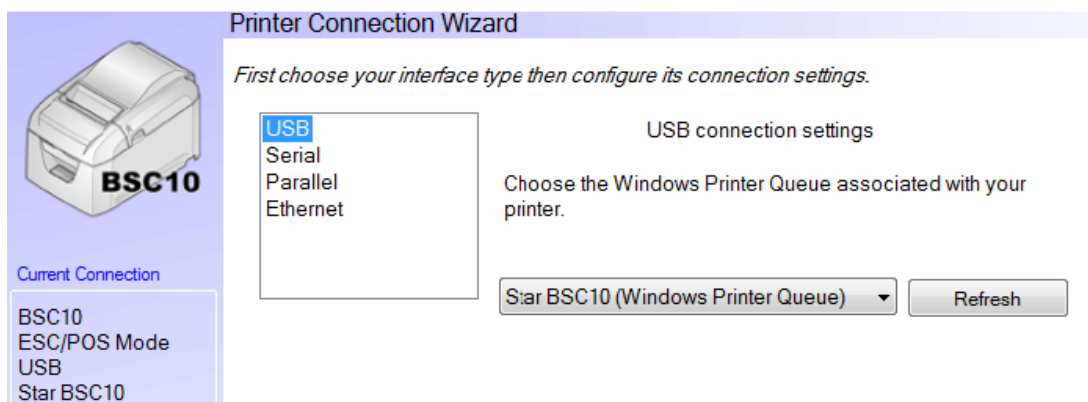 Printer Connection Wizard
First choose your interface type then configure its connection settings.
BSC10
USB
Serial
Parallel
Ethernet
USB connection settings
Choose the Windows Printer Queue associated with your
printer.
Star BSC10 (Windows Printer Queue)
Refresh
Current Connection
BSC10
ESC/POS Mode
USB
Star BSC10